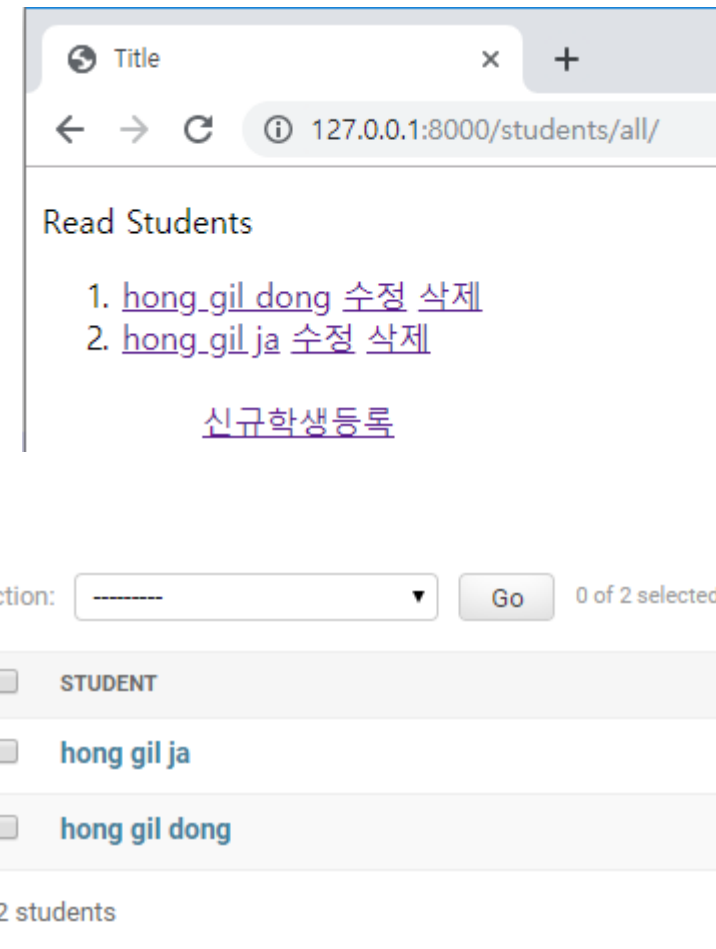 Title
127.0.0.1:8000/students/all/
Read Students
1. hong gil dong 수정 삭제
2. hong gil ja 수정 삭제
신규학생등록
ction: --------- Go 0 of 2 selected
STUDENT
hong gil ja
hong gil dong
2 students